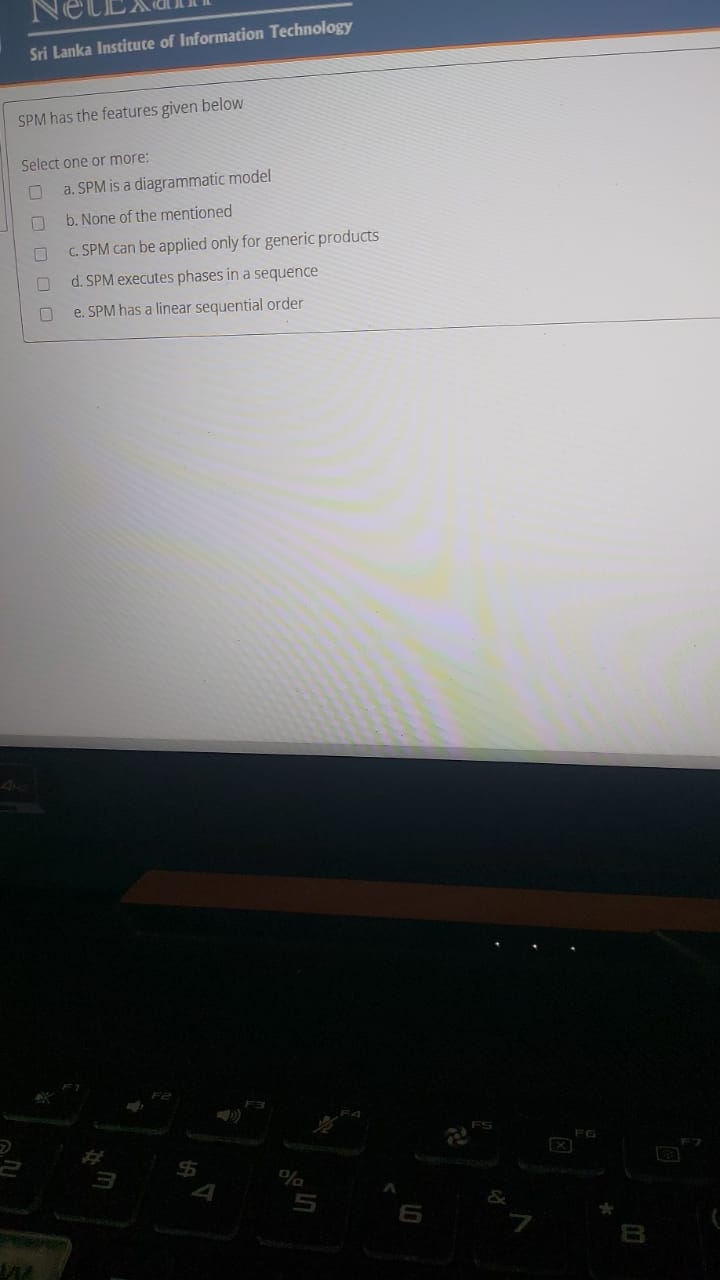 Sri Lanka Institute of Information Technology
SPM has the features given below
Select one or more:
a. SPM is a diagrammatic model
b. None of the mentioned
c. SPM can be applied only for generic products
d. SPM executes phases in a sequence
e. SPM has a linear sequential order
F1
F2
F3
F4
F5
F6
F7
2
# 3
$ 4
% 5
^ 6
& 7
* 8